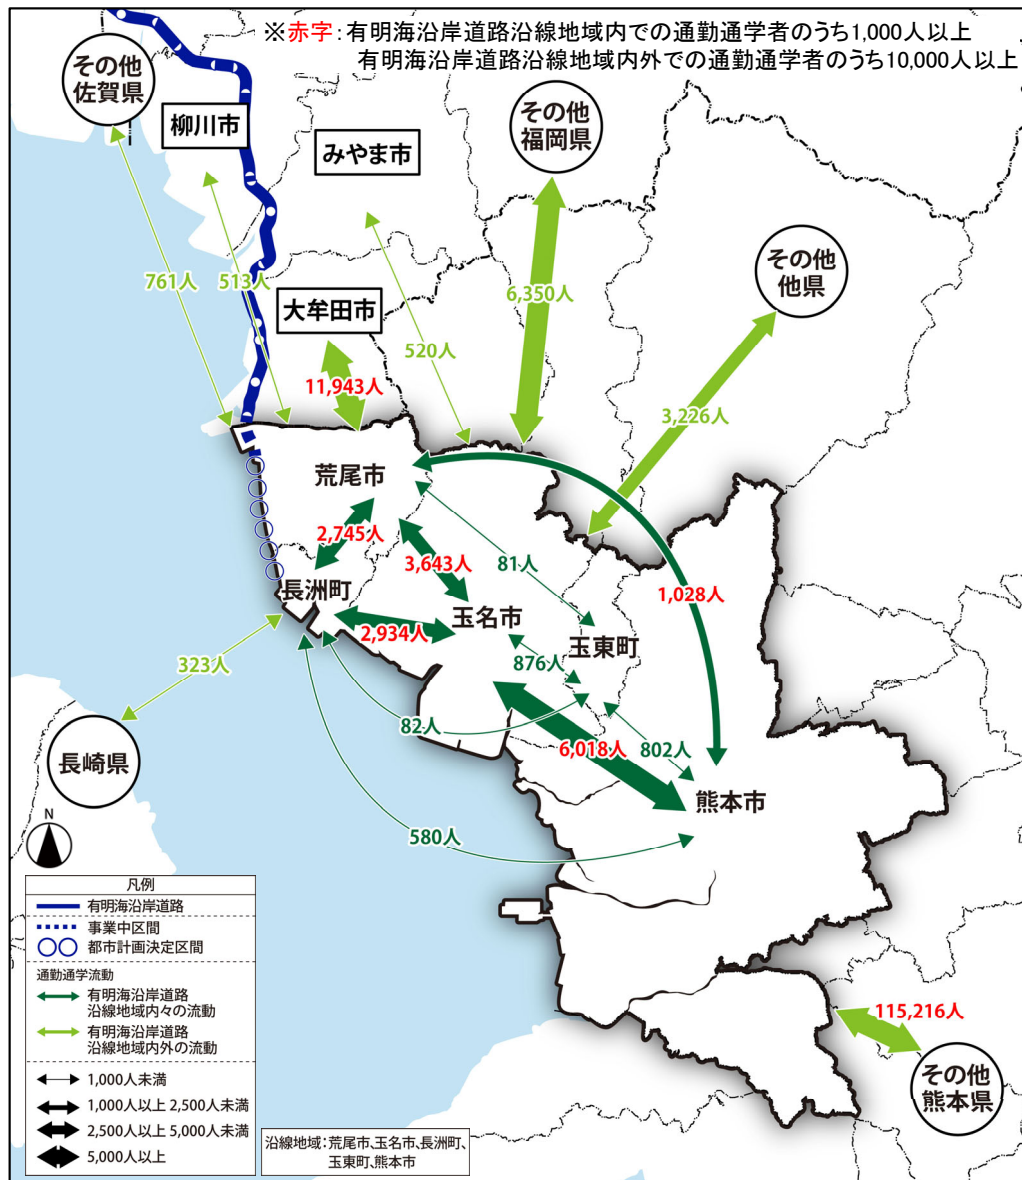 ※赤字：有明海沿岸道路沿線地域内での通勤通学者のうち1,000人以上
有明海沿岸道路沿線地域内外での通勤通学者のうち10,000人以上
その他
佐賀県
柳川市
みやま市
その他
福岡県
その他
他県
761人
513人
大牟田市
6,350人
520人
11,943人
3,226人
荒尾市
2,745人
3,643人
81人
1,028人
長洲町
玉名市
2,934人
玉東町
876人
323人
82人
6,018人
802人
長崎県
熊本市
580人
N
凡例
有明海沿岸道路
事業中区間
都市計画決定区間
通勤通学流動
有明海沿岸道路
沿線地域内々の流動
有明海沿岸道路
沿線地域内外の流動
1,000人未満
1,000人以上 2,500人未満
2,500人以上 5,000人未満
5,000人以上
沿線地域：荒尾市、玉名市、長洲町、
玉東町、熊本市
115,216人
その他
熊本県